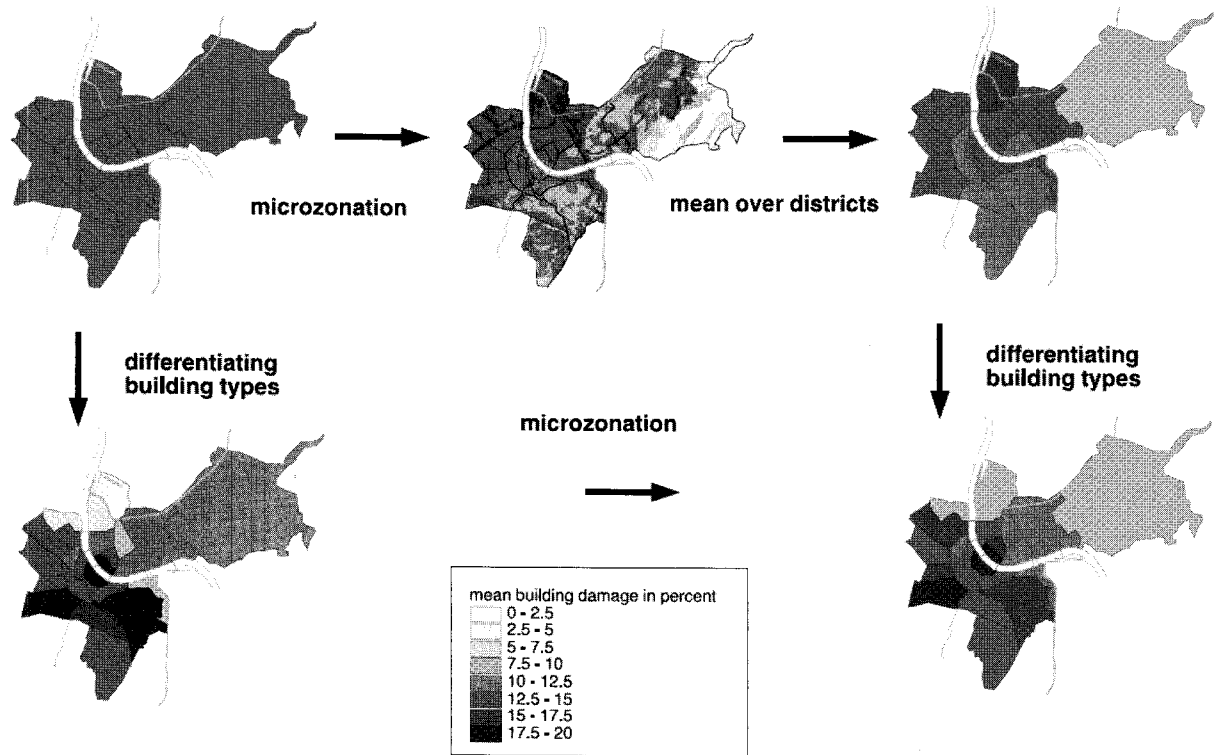 microzonation
mean over districts
differentiating
building types
differentiating
building types
microzonation
mean building damage in percent
0 - 2.5
2.5 - 5
5 - 7.5
7.5 - 10
10 - 12.5
12.5 - 15
15 - 17.5
17.5 - 20